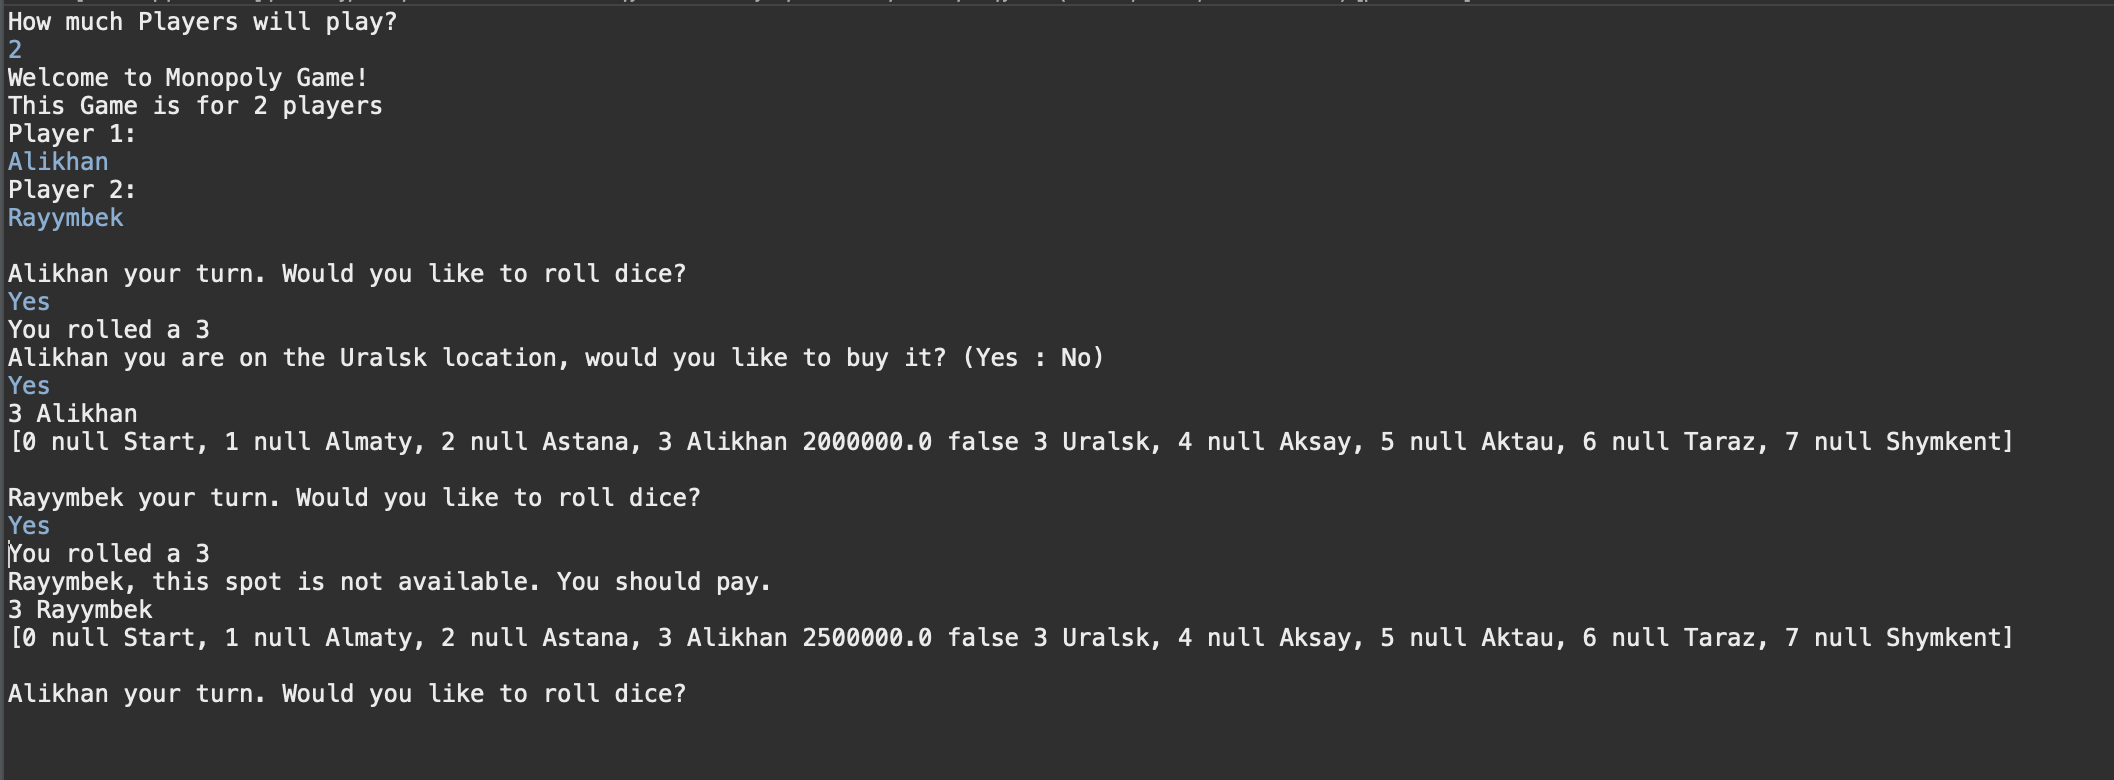 How much Players will play?
2
Welcome to Monopoly Game!
This Game is for 2 players
Player 1:
Alikhan
Player 2:
Rayymbek
Alikhan your turn. Would you like to roll dice?
Yes
You rolled a 3
Alikhan you are on the Uralsk location, would you like to buy it? (Yes : No)
Yes
3 Alikhan
[0 null Start, 1 null Almaty, 2 null Astana, 3 Alikhan 2000000.0 false 3 Uralsk, 4 null Aksay, 5 null Aktau, 6 null Taraz, 7 null Shymkent]
Rayymbek your turn. Would you like to roll dice?
Yes
You rolled a 3
Rayymbek, this spot is not available. You should pay.
3 Rayymbek
[0 null Start, 1 null Almaty, 2 null Astana, 3 Alikhan 2500000.0 false 3 Uralsk, 4 null Aksay, 5 null Aktau, 6 null Taraz, 7 null Shymkent]
Alikhan your turn. Would you like to roll dice?